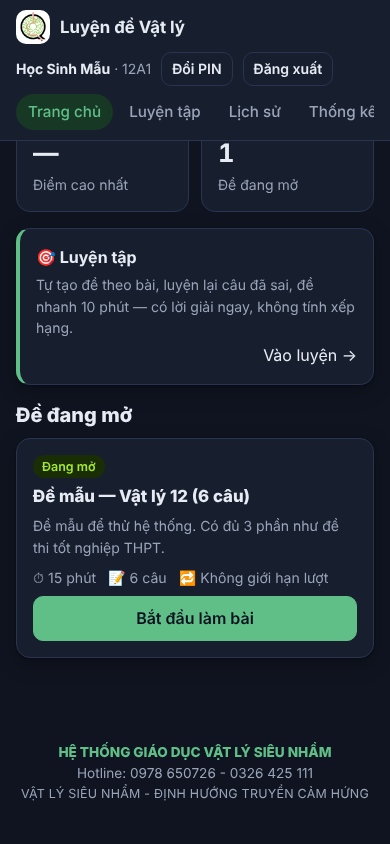 Luyện đề Vật lý
Học Sinh Mẫu · 12A1 Đổi PIN Đăng xuất
Trang chủ Luyện tập Lịch sử Thống kê
— 1
Điểm cao nhất Đề đang mở
🎯 Luyện tập
Tự tạo đề theo bài, luyện lại câu đã sai, đề
nhanh 10 phút — có lời giải ngay, không tính xếp
hạng.
Vào luyện →
Đề đang mở
Đang mở
Đề mẫu — Vật lý 12 (6 câu)
Đề mẫu để thử hệ thống. Có đủ 3 phần như đề
thi tốt nghiệp THPT.
⏱ 15 phút 📝 6 câu 🔁 Không giới hạn lượt
Bắt đầu làm bài
HỆ THỐNG GIÁO DỤC VẬT LÝ SIÊU NHẨM
Hotline: 0978 650726 - 0326 425 111
VẬT LÝ SIÊU NHẨM - ĐỊNH HƯỚNG TRUYỀN CẢM HỨNG